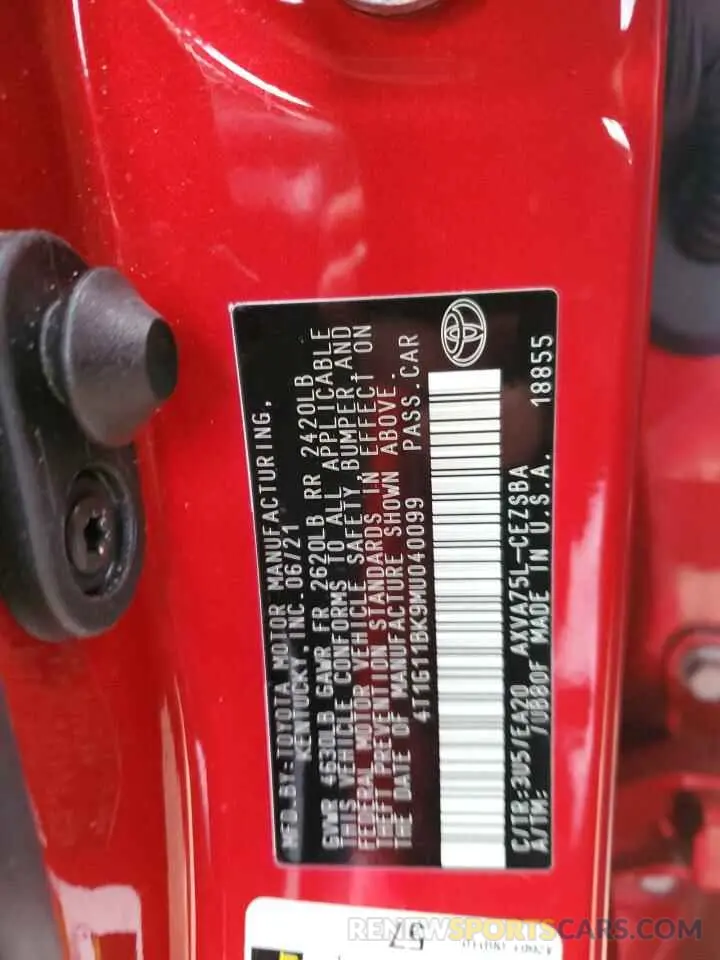 MFD.BY-TOYOTA MOTOR MANUFACTURING,
KENTUCKY, INC. 06/21
GVWR 4630LB GAWR FR 2620LB RR 2420LB
THIS VEHICLE CONFORMS TO ALL APPLICABLE
FEDERAL MOTOR VEHICLE SAFETY, BUMPER, AND
THEFT PREVENTION STANDARDS IN EFFECT ON
THE DATE OF MANUFACTURE SHOWN ABOVE.
4T1G11BK9MU040099 PASS.CAR
C/TR:3U5/EA20 AXVA75L-CEZSBA 18855
A/TM: /UB80F MADE IN U.S.A.
57
RENEWSPORTSCARS.COM